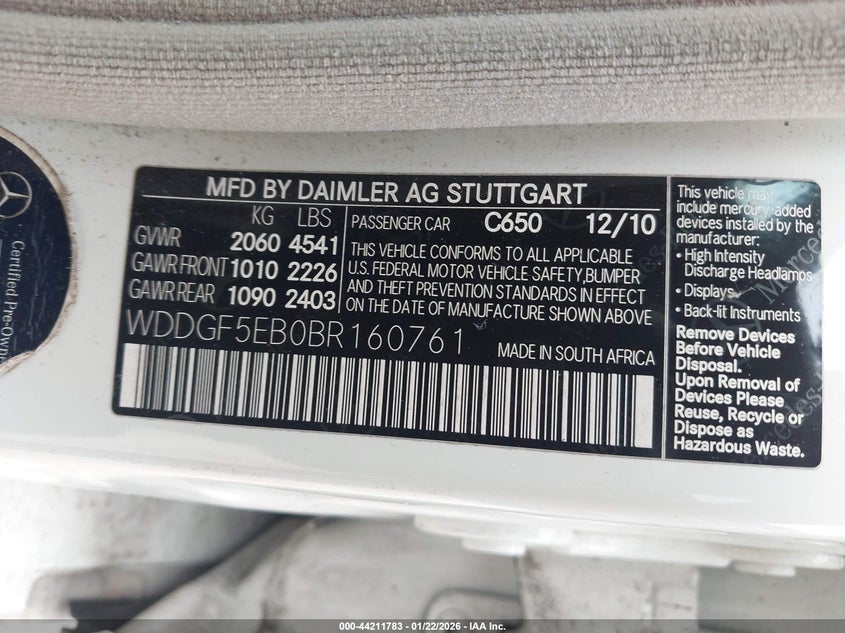 MFD BY DAIMLER AG STUTTGART
KG LBS
GVWR 2060 4541
GAWR FRONT 1010 2226
GAWR REAR 1090 2403
PASSENGER CAR C650 12/10
THIS VEHICLE CONFORMS TO ALL APPLICABLE
U.S. FEDERAL MOTOR VEHICLE SAFETY,BUMPER
AND THEFT PREVENTION STANDARDS IN EFFECT
ON THE DATE OF MANUFACTURE SHOWN ABOVE
WDDGF5EB0BR160761
MADE IN SOUTH AFRICA
This vehicle may
include mercury-added
devices installed by the
manufacturer:
• High Intensity
Discharge Headlamps
• Displays
• Back-lit Instruments
Remove Devices
Before Vehicle
Disposal.
Upon Removal of
Devices Please
Reuse, Recycle or
Dispose as
Hazardous Waste.
Certified Pre-Owned
000-44211783 - 01/22/2026 - IAA Inc.